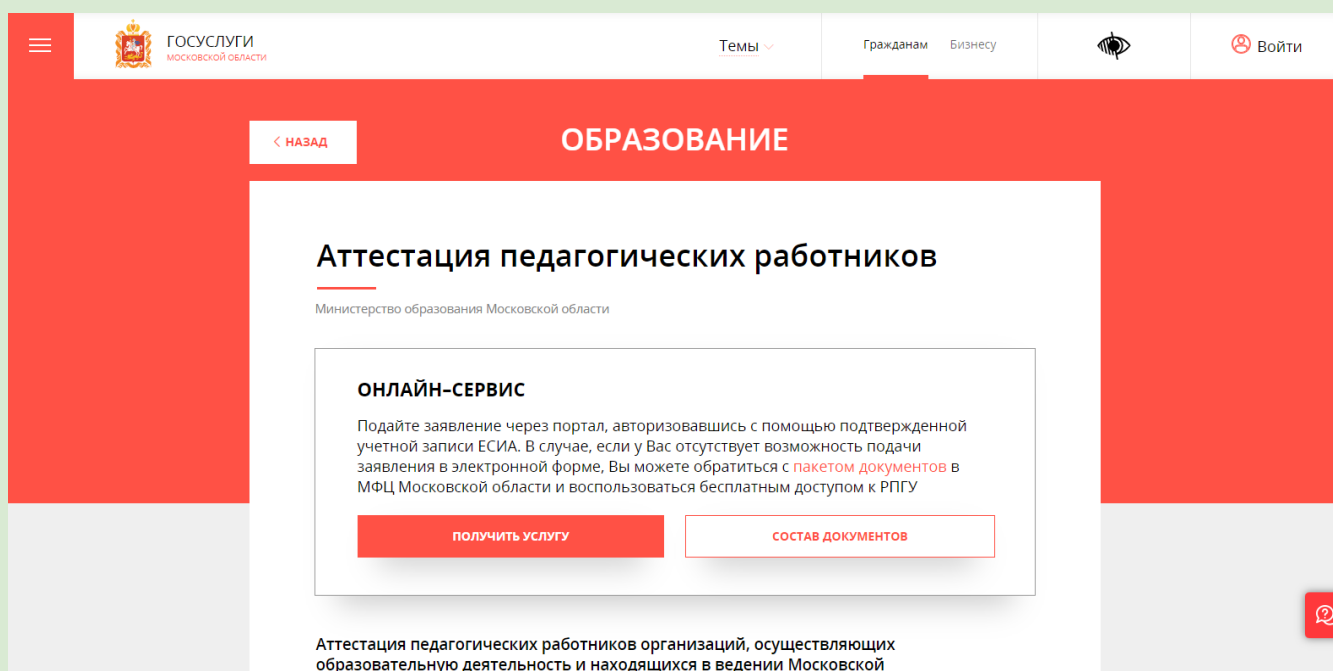 ГОСУСЛУГИ
МОСКОВСКОЙ ОБЛАСТИ
Темы
Гражданам
Бизнесу
Войти
НАЗАД
ОБРАЗОВАНИЕ
Аттестация педагогических работников
Министерство образования Московской области
ОНЛАЙН-СЕРВИС
Подайте заявление через портал, авторизовавшись с помощью подтвержденной
учетной записи ЕСИА. В случае, если у Вас отсутствует возможность подачи
заявления в электронной форме, Вы можете обратиться с пакетом документов в
МФЦ Московской области и воспользоваться бесплатным доступом к РПГУ
ПОЛУЧИТЬ УСЛУГУ
СОСТАВ ДОКУМЕНТОВ
Аттестация педагогических работников организаций, осуществляющих
образовательную деятельность и находящихся в ведении Московской